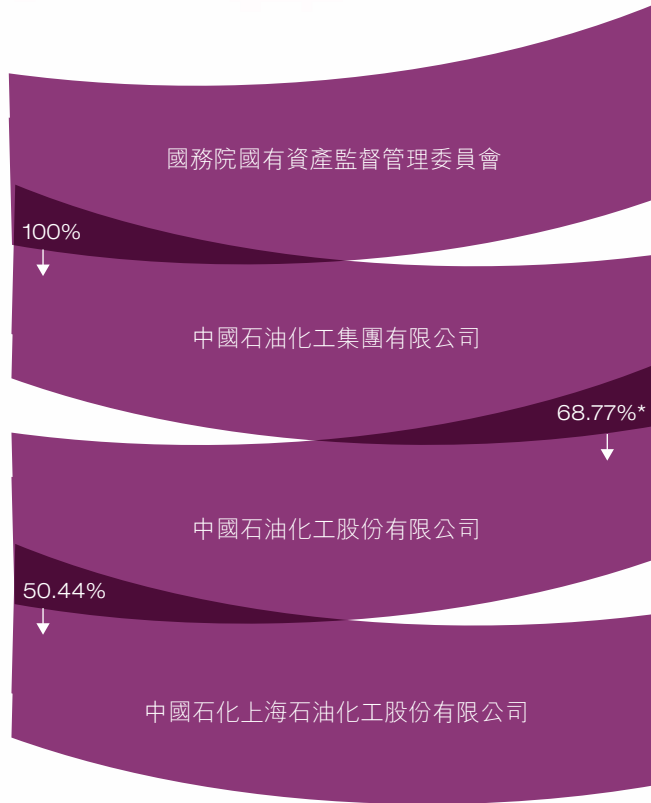 國務院國有資產監督管理委員會
100%
中國石油化工集團有限公司
68.77%*
中國石油化工股份有限公司
50.44%
中國石化上海石油化工股份有限公司